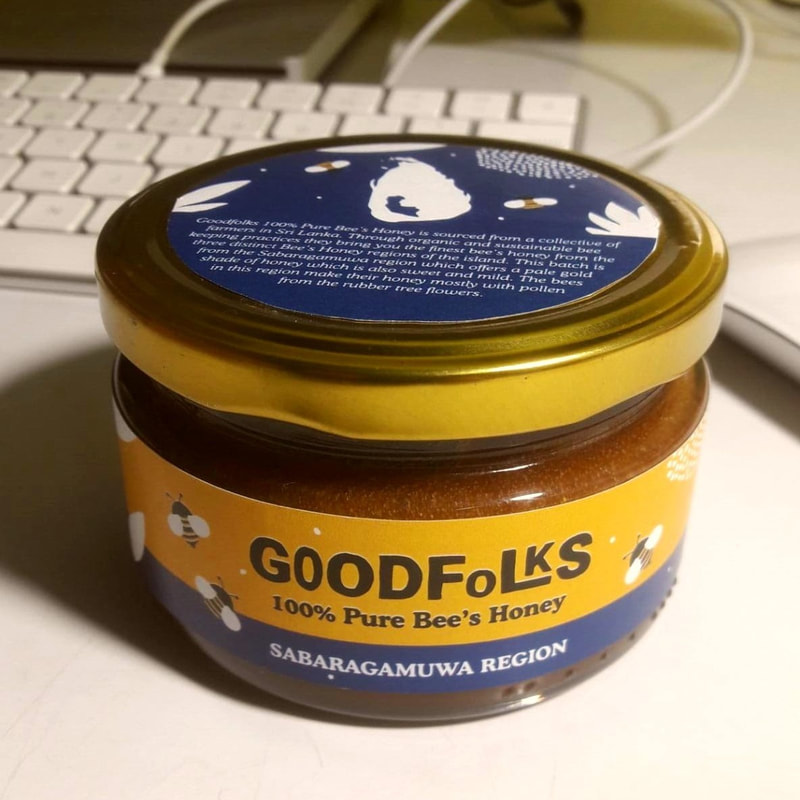 Goodfolks 100% Pure Bee's Honey is sourced from a collective of
farmers in Sri Lanka. Through organic and sustainable bee
keeping practices they bring you the finest bee's honey from the
three distinct Bee's Honey regions of the island. This batch is
from the Sabaragamuwa region which offers a pale gold
shade of honey which is also sweet and mild. The bees
in this region make their honey mostly with pollen
from the rubber tree flowers.
GOODFOLKS
100% Pure Bee's Honey
SABARAGAMUWA REGION